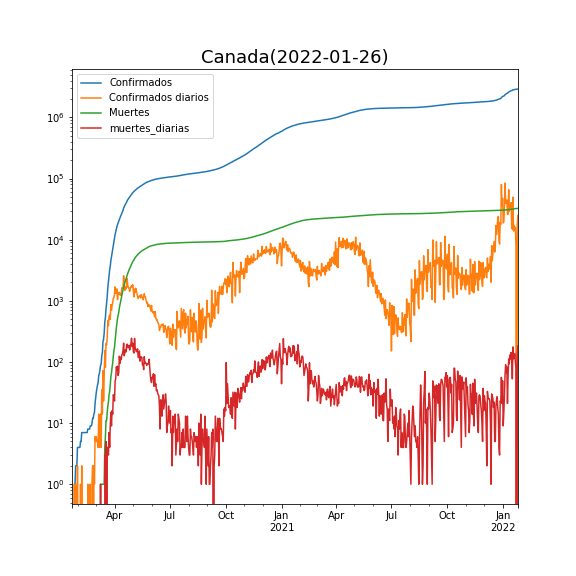 Canada(2022-01-26)
Confirmados
Confirmados diarios
Muertes
muertes_diarias
10⁶
10⁵
10⁴
10³
10²
10¹
10⁰
Apr Jul Oct Jan Apr Jul Oct Jan
2021 2022